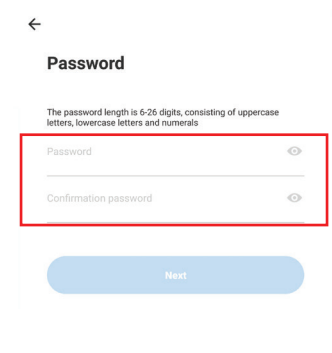 Password
The password length is 6-26 digits, consisting of uppercase
letters, lowercase letters and numerals
Password
Confirmation password
Next